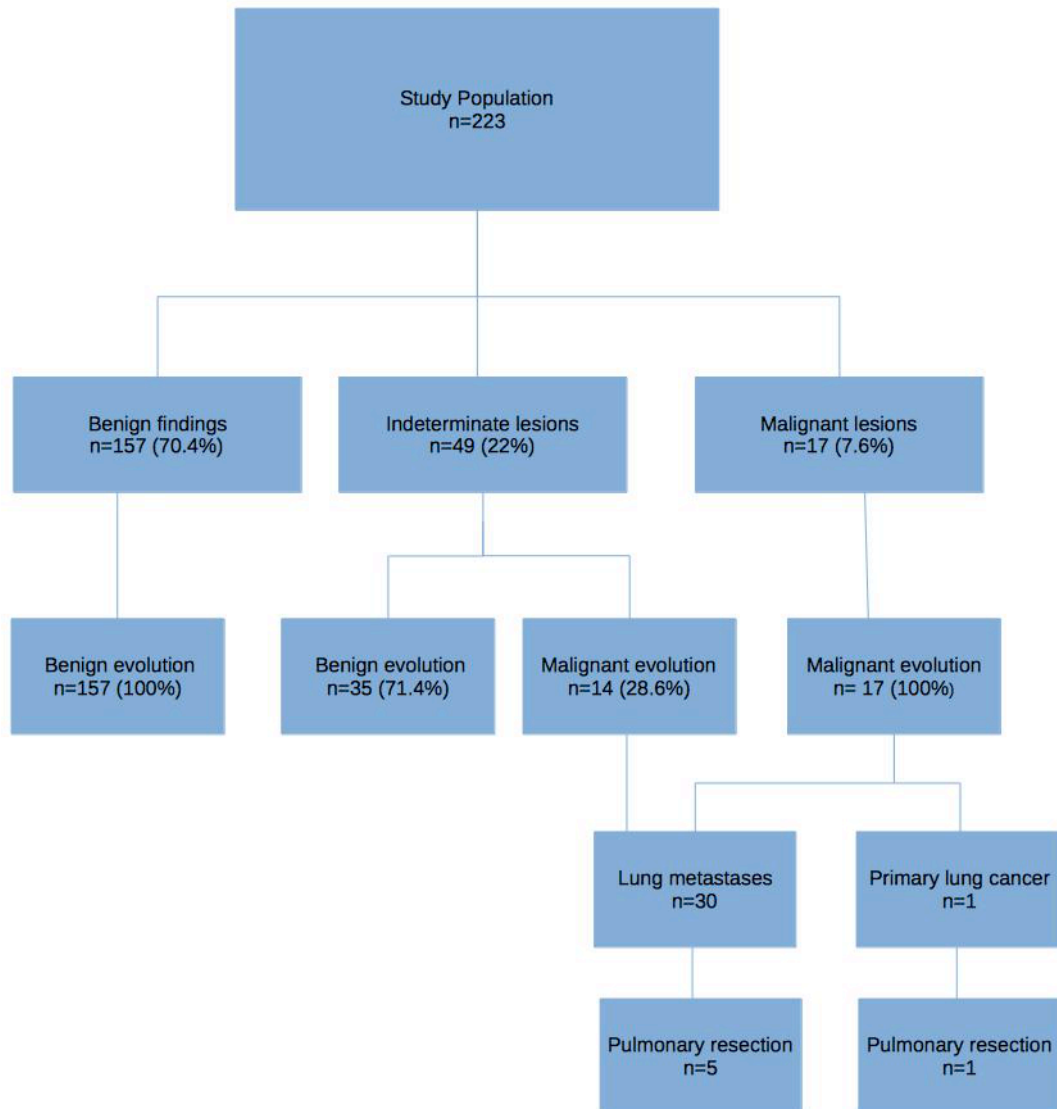 Study Population
n=223
Benign findings
n=157 (70.4%)
Indeterminate lesions
n=49 (22%)
Malignant lesions
n=17 (7.6%)
Benign evolution
n=157 (100%)
Benign evolution
n=35 (71.4%)
Malignant evolution
n=14 (28.6%)
Malignant evolution
n= 17 (100%)
Lung metastases
n=30
Primary lung cancer
n=1
Pulmonary resection
n=5
Pulmonary resection
n=1